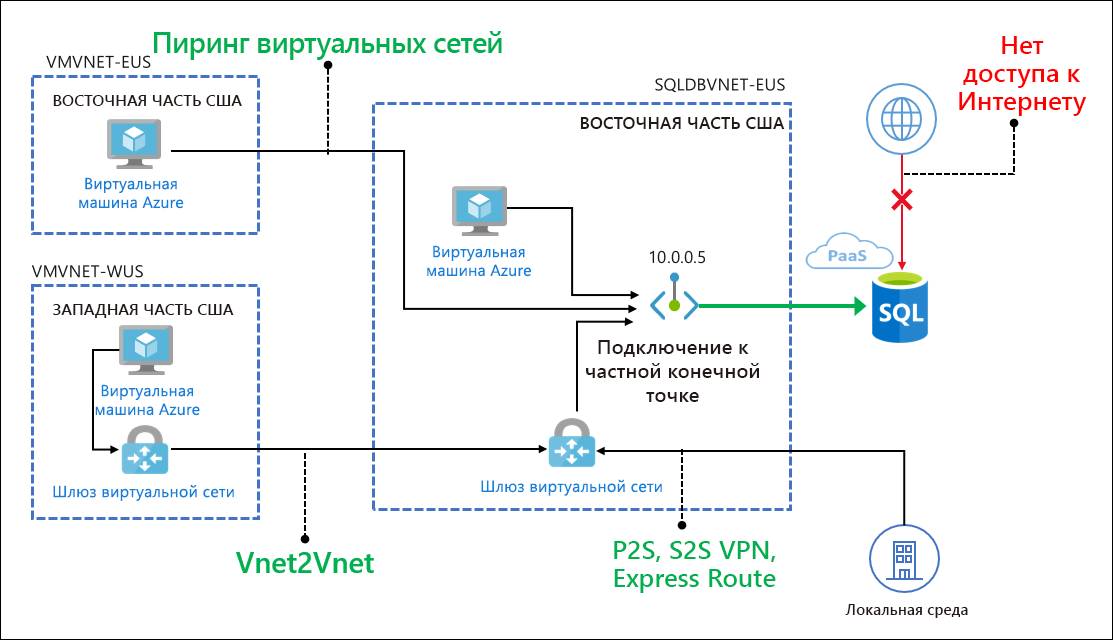 Пиринг виртуальных сетей
VMVNET-EUS
ВОСТОЧНАЯ ЧАСТЬ США
Виртуальная
машина Azure
VMVNET-WUS
ЗАПАДНАЯ ЧАСТЬ США
Виртуальная
машина Azure
Шлюз виртуальной сети
Vnet2Vnet
SQLDBVNET-EUS
ВОСТОЧНАЯ ЧАСТЬ США
Виртуальная
машина Azure
10.0.0.5
Подключение к
частной конечной
точке
Шлюз виртуальной сети
P2S, S2S VPN,
Express Route
Нет
доступа к
Интернету
PaaS
SQL
Локальная среда